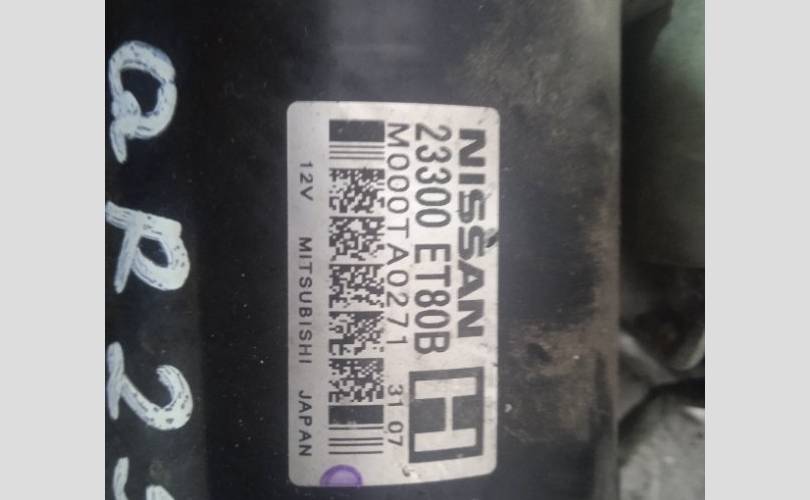 NISSAN
23300 ET80B H
M000TA0271 31 07
12V MITSUBISHI JAPAN
QR2